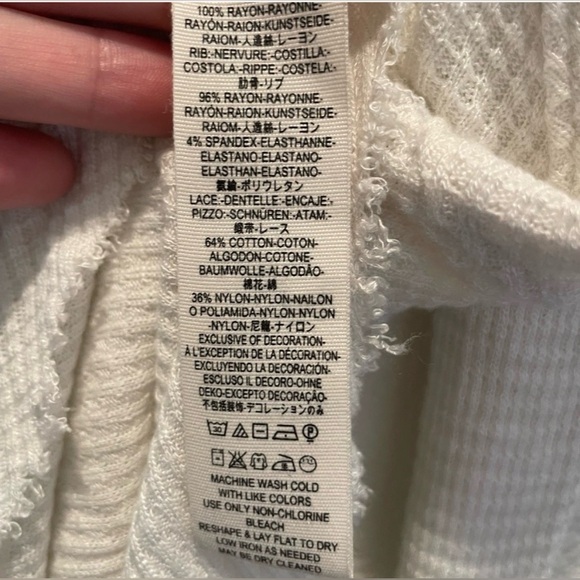 100% RAYON-RAYONNE-
RAYÓN-RAION-KUNSTSEIDE-
RAIOM-人造絲-レーヨン
RIB:-NERVURE:-COSTILLA:-
COSTOLA:-RIPPE:-COSTELA:-
肋骨-リブ
96% RAYON-RAYONNE-
RAYÓN-RAION-KUNSTSEIDE-
RAIOM-人造絲-レーヨン
4% SPANDEX-ELASTHANNE-
ELASTANO-ELASTANO-
ELASTHAN-ELASTANO-
氨綸-ポリウレタン
LACE:-DENTELLE:-ENCAJE:-
PIZZO:-SCHNÜREN:-ATAM:-
織帶-レース
64% COTTON-COTON-
ALGODON-COTONE-
BAUMWOLLE-ALGODÃO-
棉花-綿
36% NYLON-NYLON-NAILON
O POLIAMIDA-NYLON-NYLON
-NYLON-尼龍-ナイロン
EXCLUSIVE OF DECORATION-
À L'EXCEPTION DE LA DÉCORATION-
EXCLUYENDO LA DECORACIÓN-
ESCLUSO IL DECORO-OHNE
DEKO-EXCEPTO DECORAÇÃO-
不包括裝飾-デコレーションのみ
30 P
MACHINE WASH COLD
WITH LIKE COLORS
USE ONLY NON-CHLORINE
BLEACH
RESHAPE & LAY FLAT TO DRY
LOW IRON AS NEEDED
MAY BE DRY CLEANED